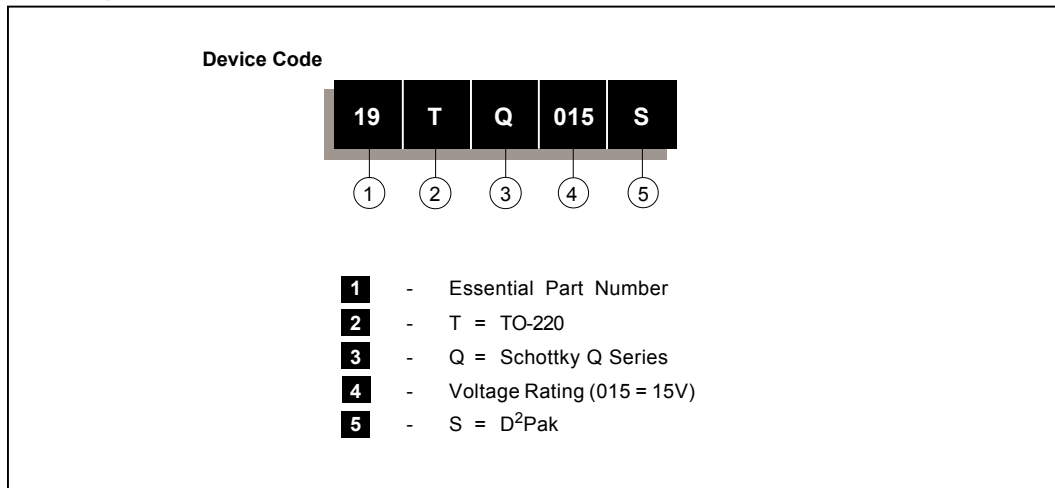 Device Code
19 T Q 015 S
1 2 3 4 5
1 - Essential Part Number
2 - T = TO-220
3 - Q = Schottky Q Series
4 - Voltage Rating (015 = 15V)
5 - S = D²Pak